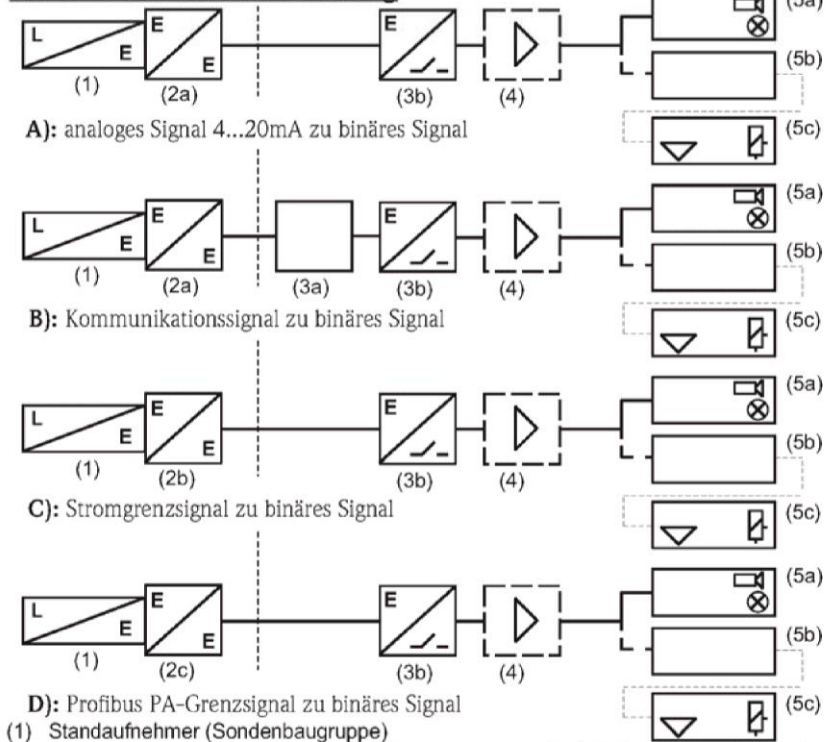 (5a)
L E E E E
(5b)
(1) (2a) (3b) (4)
A): analoges Signal 4...20mA zu binäres Signal
(5c)
(5a)
L E E E E
(5b)
(1) (2a) (3a) (3b) (4)
B): Kommunikationssignal zu binäres Signal
(5c)
(5a)
L E E E E
(5b)
(1) (2b) (3b) (4)
C): Stromgrenzsignal zu binäres Signal
(5c)
(5a)
L E E E E
(5b)
(1) (2c) (3b) (4)
D): Profibus PA-Grenzsignal zu binäres Signal
(5c)
(1) Standaufnehmer (Sondenbaugruppe)